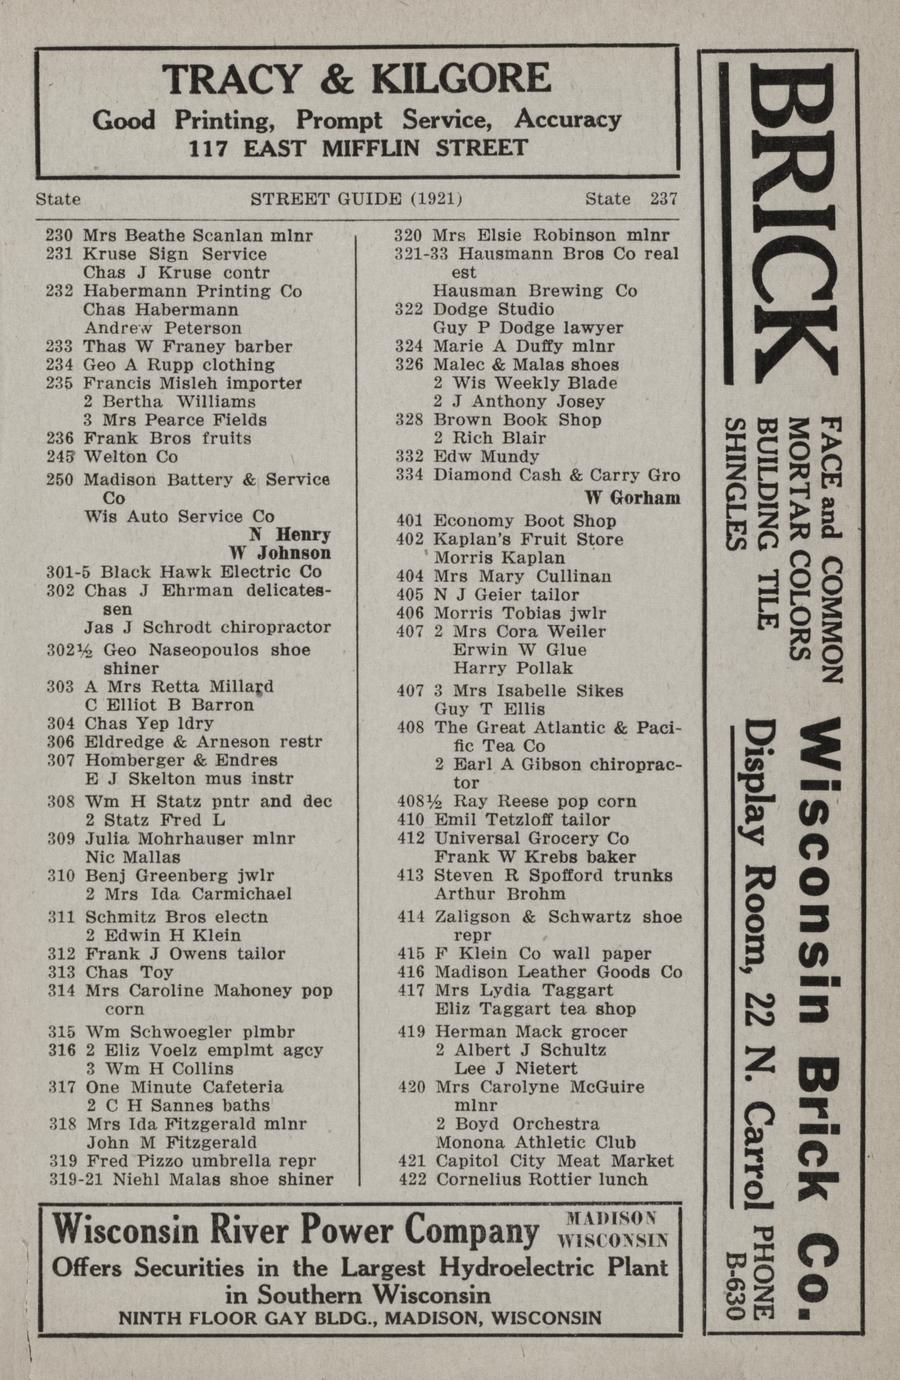 TRACY & KILGORE
Good Printing, Prompt Service, Accuracy
117 EAST MIFFLIN STREET
State STREET GUIDE (1921) State 237
230 Mrs Beathe Scanlan mlnr
231 Kruse Sign Service
Chas J Kruse contr
232 Habermann Printing Co
Chas Habermann
Andrew Peterson
233 Thas W Franey barber
234 Geo A Rupp clothing
235 Francis Misleh importer
2 Bertha Williams
3 Mrs Pearce Fields
236 Frank Bros fruits
245 Welton Co
250 Madison Battery & Service
Co
Wis Auto Service Co
N Henry
W Johnson
301-5 Black Hawk Electric Co
302 Chas J Ehrman delicates-
sen
Jas J Schrodt chiropractor
302½ Geo Naseopoulos shoe
shiner
303 A Mrs Retta Millard
C Elliot B Barron
304 Chas Yep ldry
306 Eldredge & Arneson restr
307 Homberger & Endres
E J Skelton mus instr
308 Wm H Statz pntr and dec
2 Statz Fred L
309 Julia Mohrhauser mlnr
Nic Mallas
310 Benj Greenberg jwlr
2 Mrs Ida Carmichael
311 Schmitz Bros electn
2 Edwin H Klein
312 Frank J Owens tailor
313 Chas Toy
314 Mrs Caroline Mahoney pop
corn
315 Wm Schwoegler plmbr
316 2 Eliz Voelz emplmt agcy
3 Wm H Collins
317 One Minute Cafeteria
2 C H Sannes baths
318 Mrs Ida Fitzgerald mlnr
John M Fitzgerald
319 Fred Pizzo umbrella repr
319-21 Niehl Malas shoe shiner
320 Mrs Elsie Robinson mlnr
321-33 Hausmann Bros Co real
est
Hausman Brewing Co
322 Dodge Studio
Guy P Dodge lawyer
324 Marie A Duffy mlnr
326 Malec & Malas shoes
2 Wis Weekly Blade
2 J Anthony Josey
328 Brown Book Shop
2 Rich Blair
332 Edw Mundy
334 Diamond Cash & Carry Gro
W Gorham
401 Economy Boot Shop
402 Kaplan's Fruit Store
Morris Kaplan
404 Mrs Mary Cullinan
405 N J Geier tailor
406 Morris Tobias jwlr
407 2 Mrs Cora Weiler
Erwin W Glue
Harry Pollak
407 3 Mrs Isabelle Sikes
Guy T Ellis
408 The Great Atlantic & Paci-
fic Tea Co
2 Earl A Gibson chiroprac-
tor
408½ Ray Reese pop corn
410 Emil Tetzloff tailor
412 Universal Grocery Co
Frank W Krebs baker
413 Steven R Spofford trunks
Arthur Brohm
414 Zaligson & Schwartz shoe
repr
415 F Klein Co wall paper
416 Madison Leather Goods Co
417 Mrs Lydia Taggart
Eliz Taggart tea shop
419 Herman Mack grocer
2 Albert J Schultz
Lee J Nietert
420 Mrs Carolyne McGuire
mlnr
2 Boyd Orchestra
Monona Athletic Club
421 Capitol City Meat Market
422 Cornelius Rottier lunch
Wisconsin River Power Company
MADISON
WISCONSIN
Offers Securities in the Largest Hydroelectric Plant
in Southern Wisconsin
NINTH FLOOR GAY BLDG., MADISON, WISCONSIN
BRICK
FACE and COMMON
MORTAR COLORS
BUILDING TILE
SHINGLES
Wisconsin Brick Co.
Display Room, 22 N. Carrol
PHONE
B-630